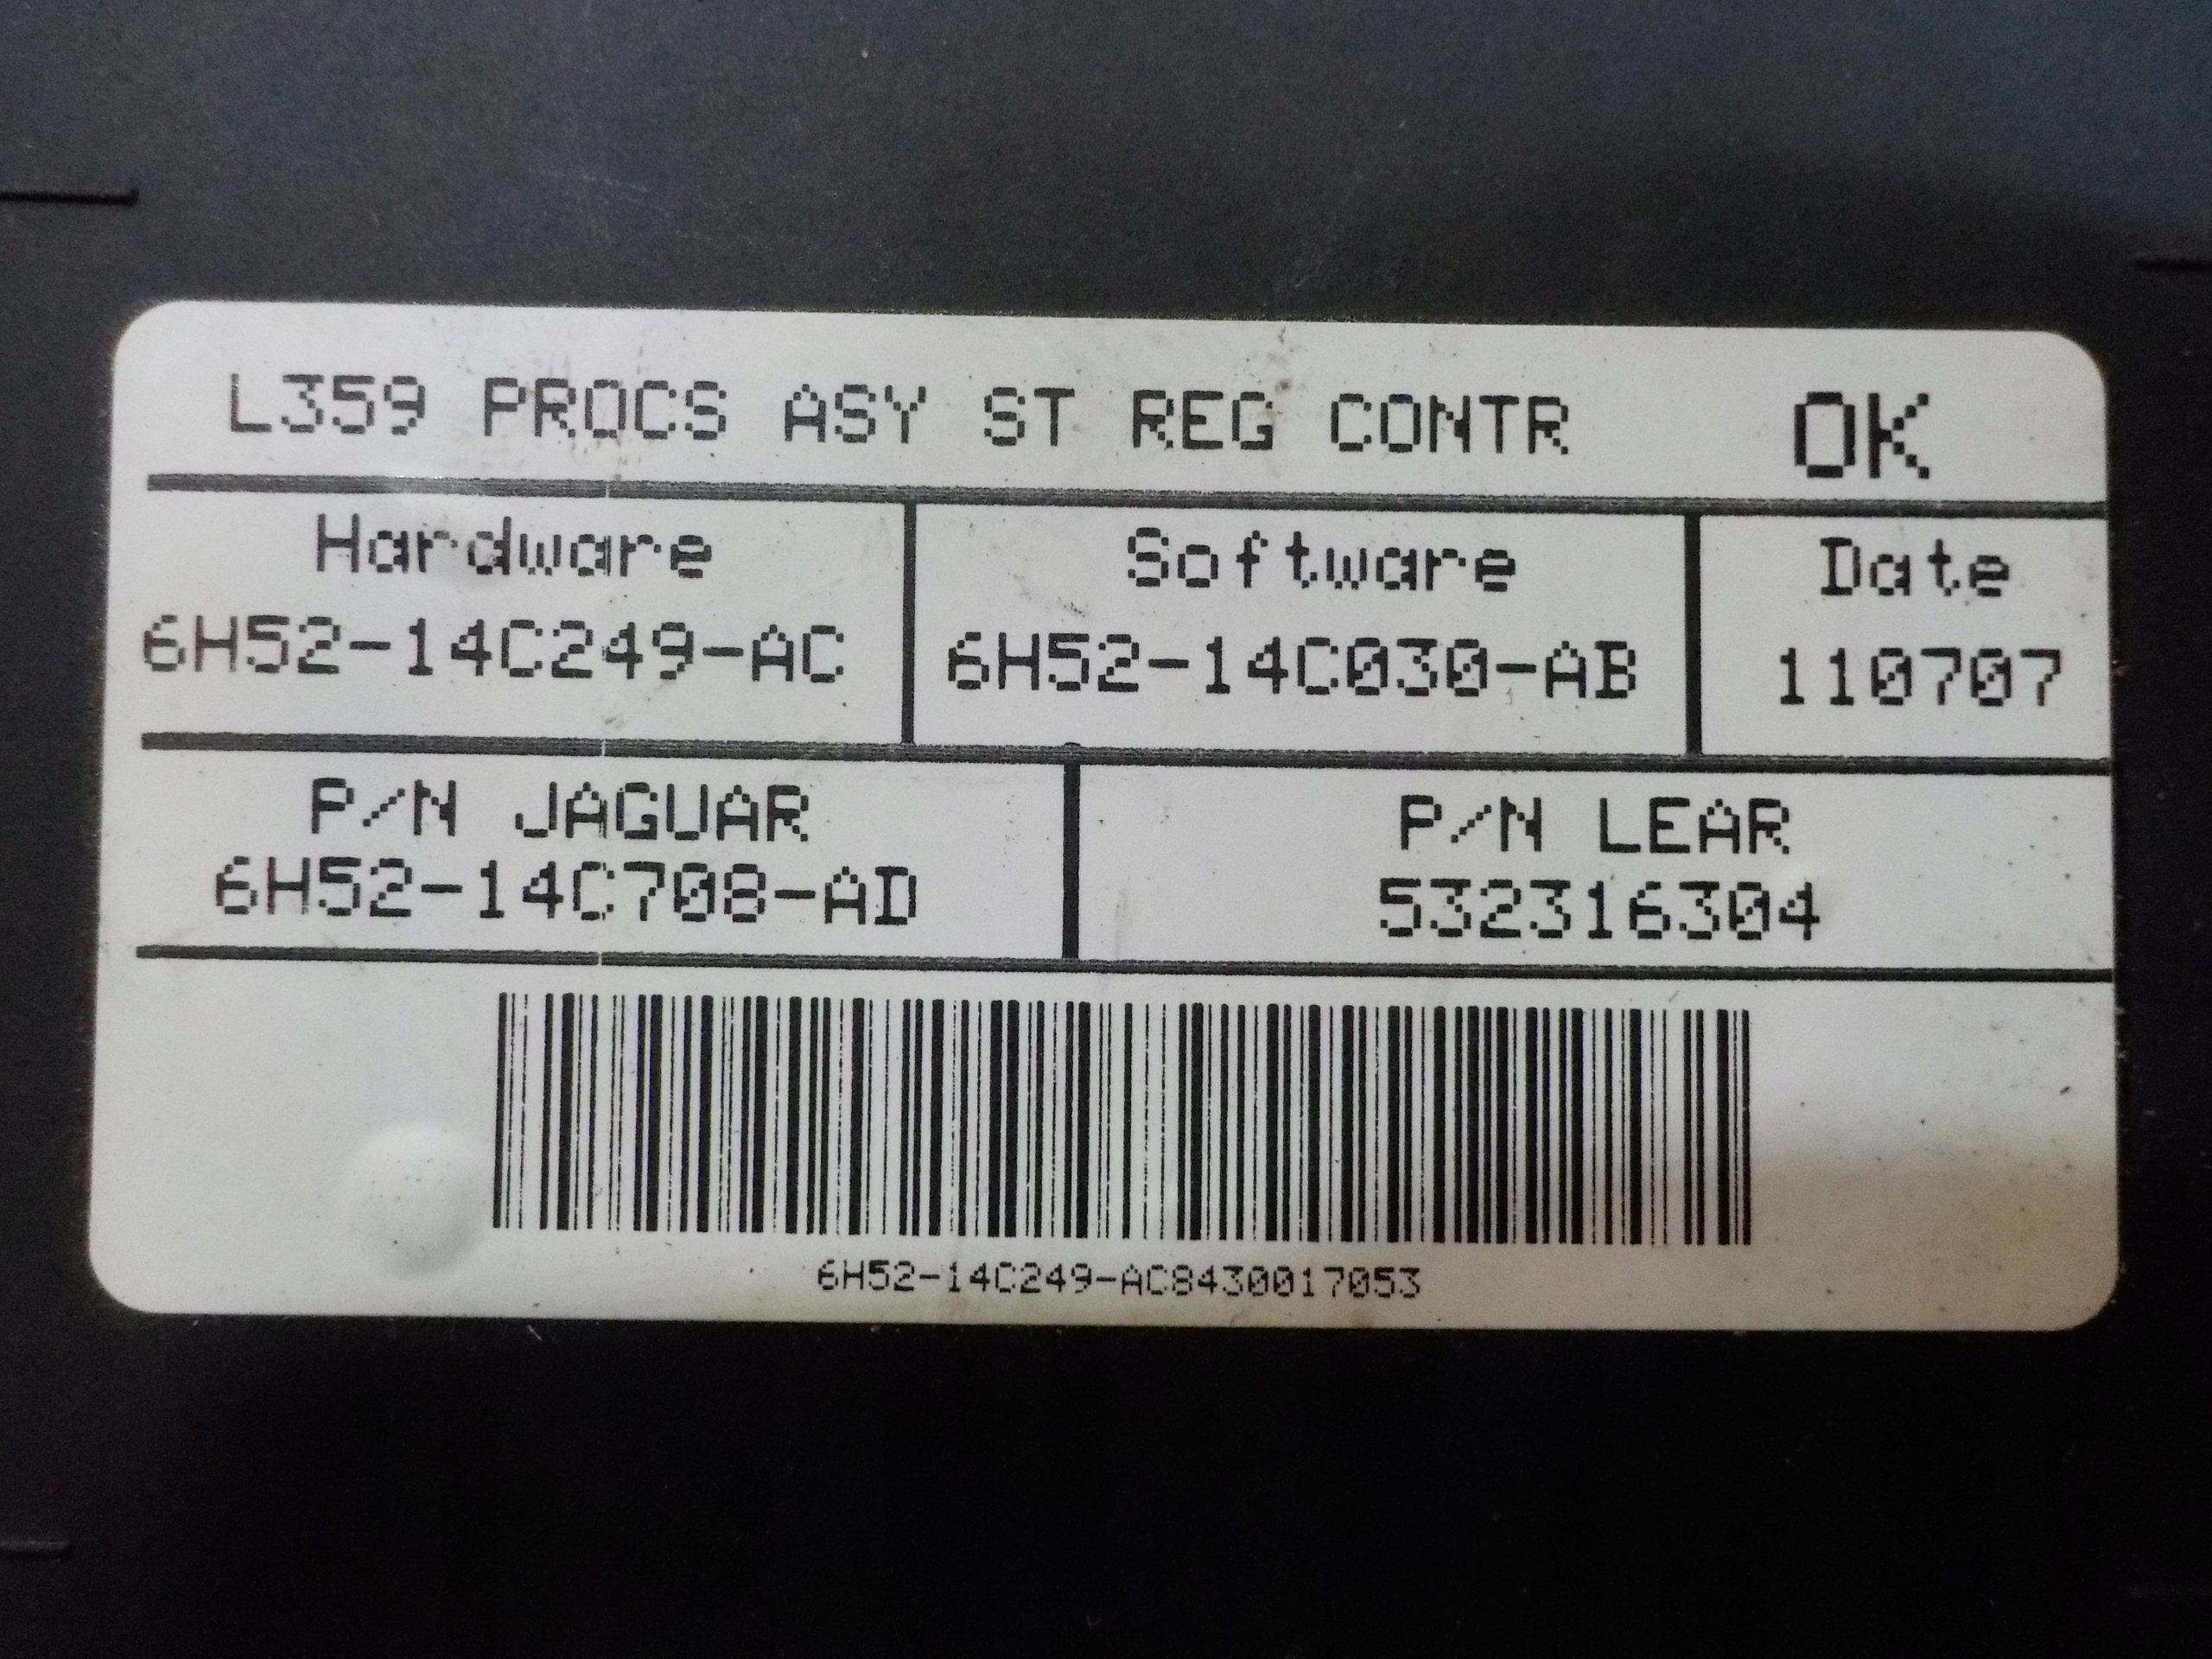 L359 PROCS ASY ST REG CONTR OK
Hardware Software Date
6H52-14C249-AC 6H52-14C030-AB 110707
P/N JAGUAR P/N LEAR
6H52-14C708-AD 532316304
6H52-14C249-AC8430017053